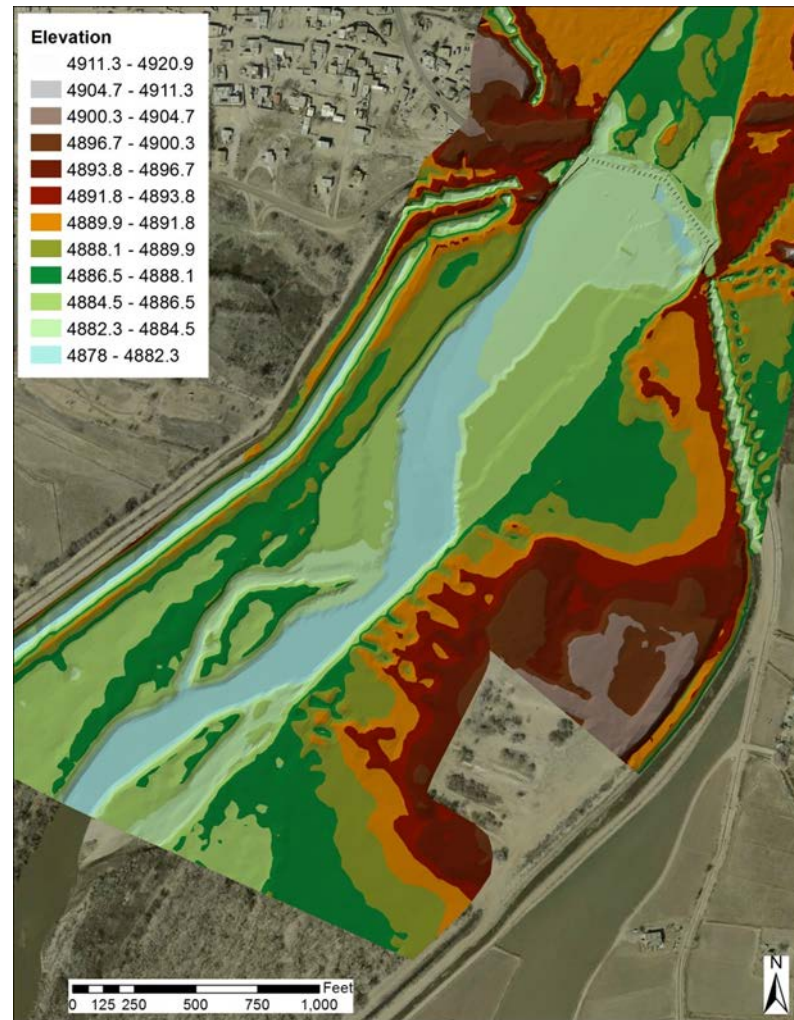 Elevation
4911.3 - 4920.9
4904.7 - 4911.3
4900.3 - 4904.7
4896.7 - 4900.3
4893.8 - 4896.7
4891.8 - 4893.8
4889.9 - 4891.8
4888.1 - 4889.9
4886.5 - 4888.1
4884.5 - 4886.5
4882.3 - 4884.5
4878 - 4882.3
Feet
0 125 250 500 750 1,000
N